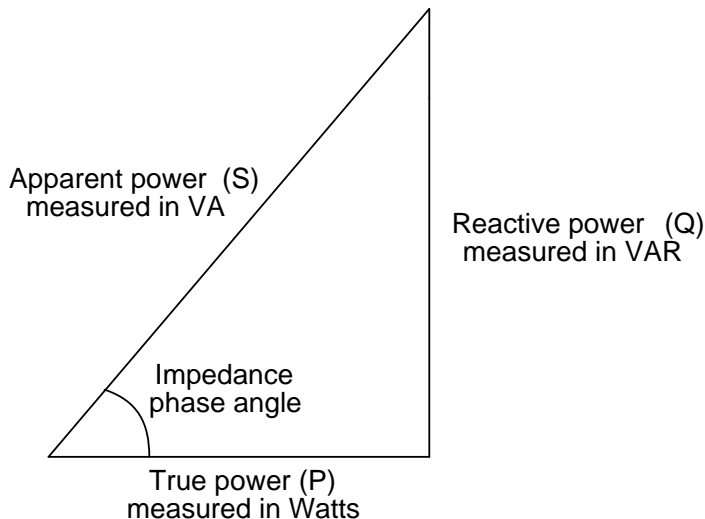 Apparent power (S)
measured in VA
Reactive power (Q)
measured in VAR
Impedance
phase angle
True power (P)
measured in Watts